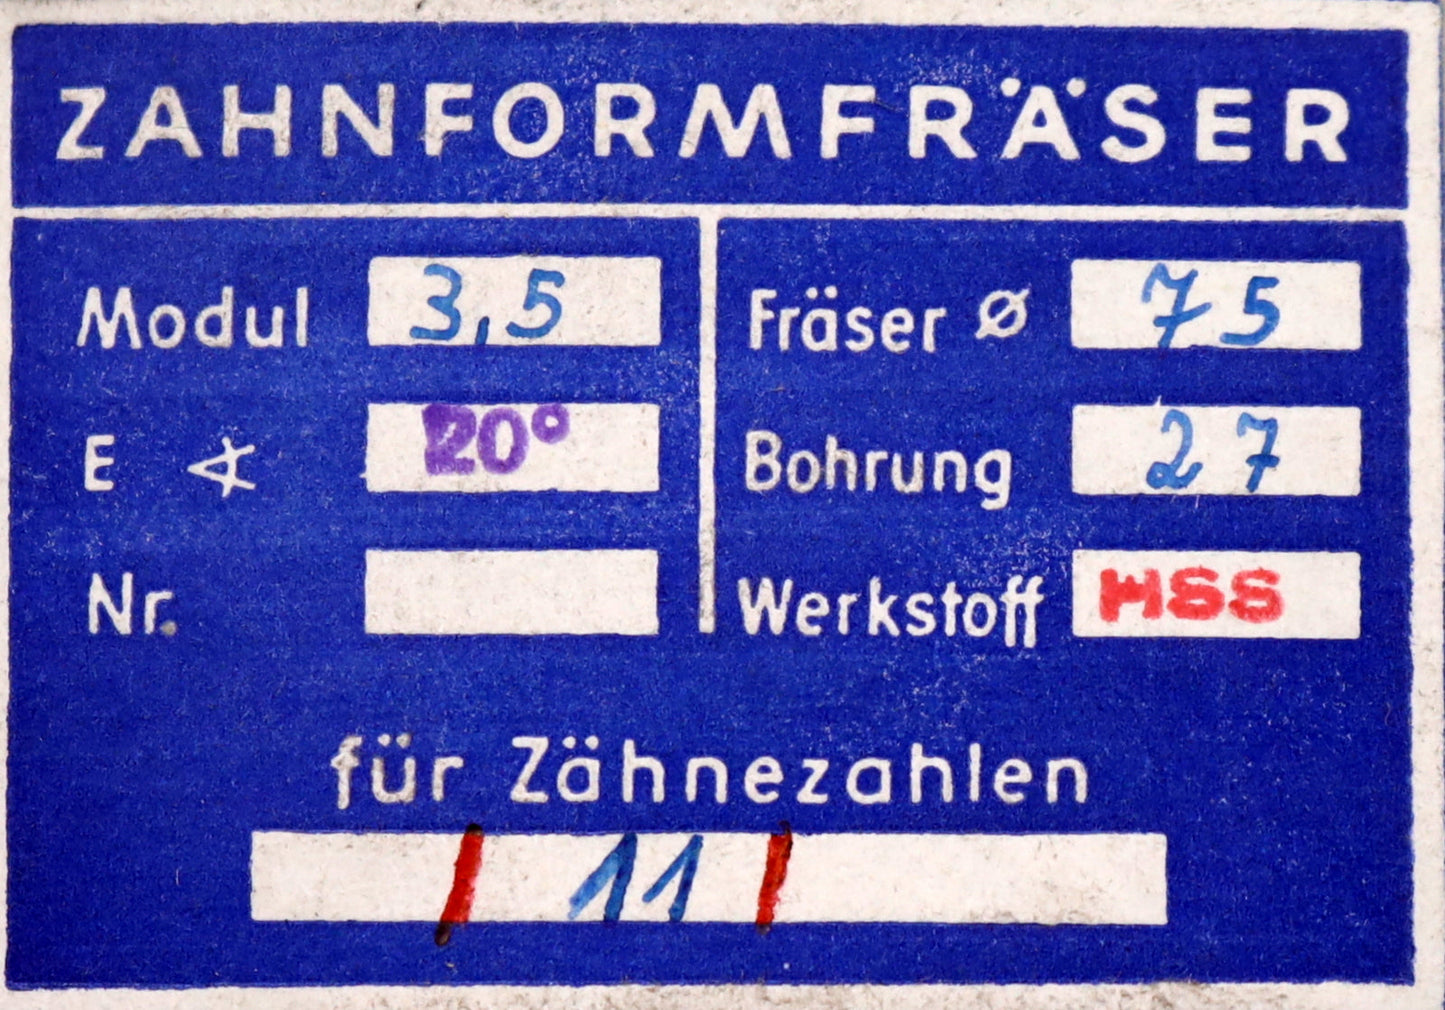 ZAHNFORMFRÄSER
Modul 3,5
E ∢ 20°
Nr.
Fräser ⌀ 75
Bohrung 27
Werkstoff HSS
für Zähnezahlen
/ 11 /